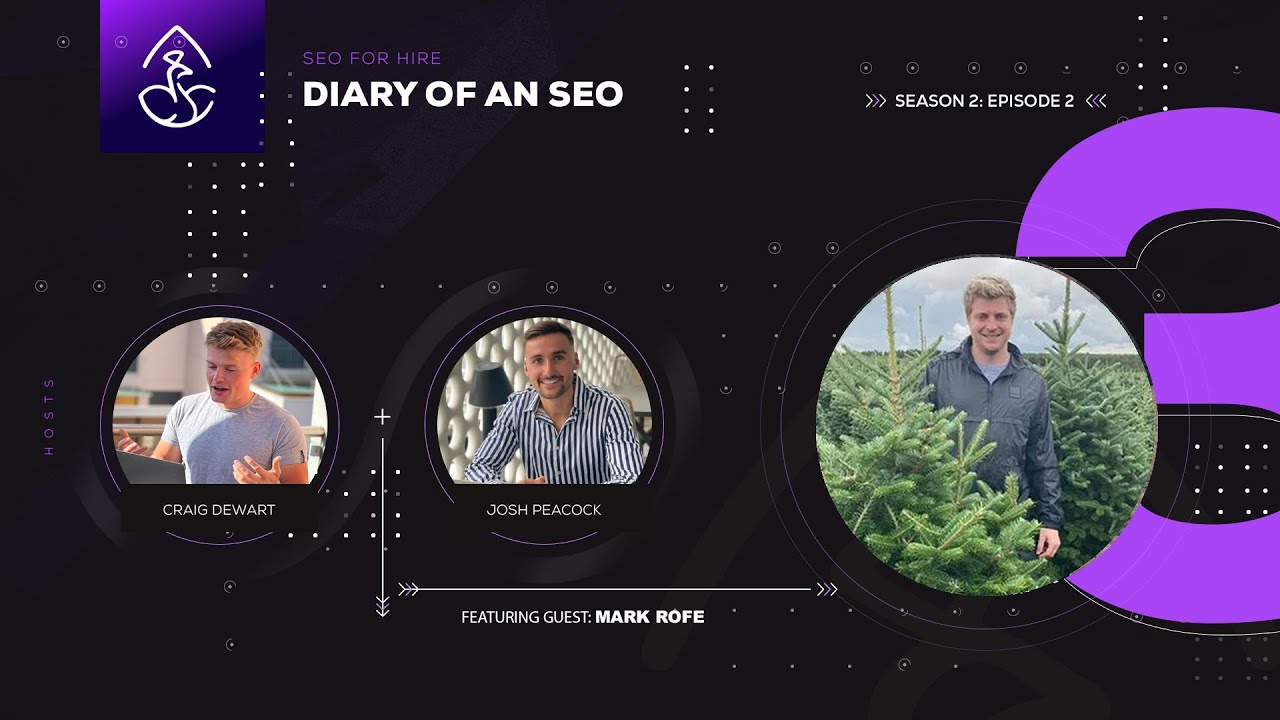 SEO FOR HIRE
DIARY OF AN SEO
SEASON 2: EPISODE 2
3
HOSTS
CRAIG DEWART
JOSH PEACOCK
FEATURING GUEST: MARK ROFE